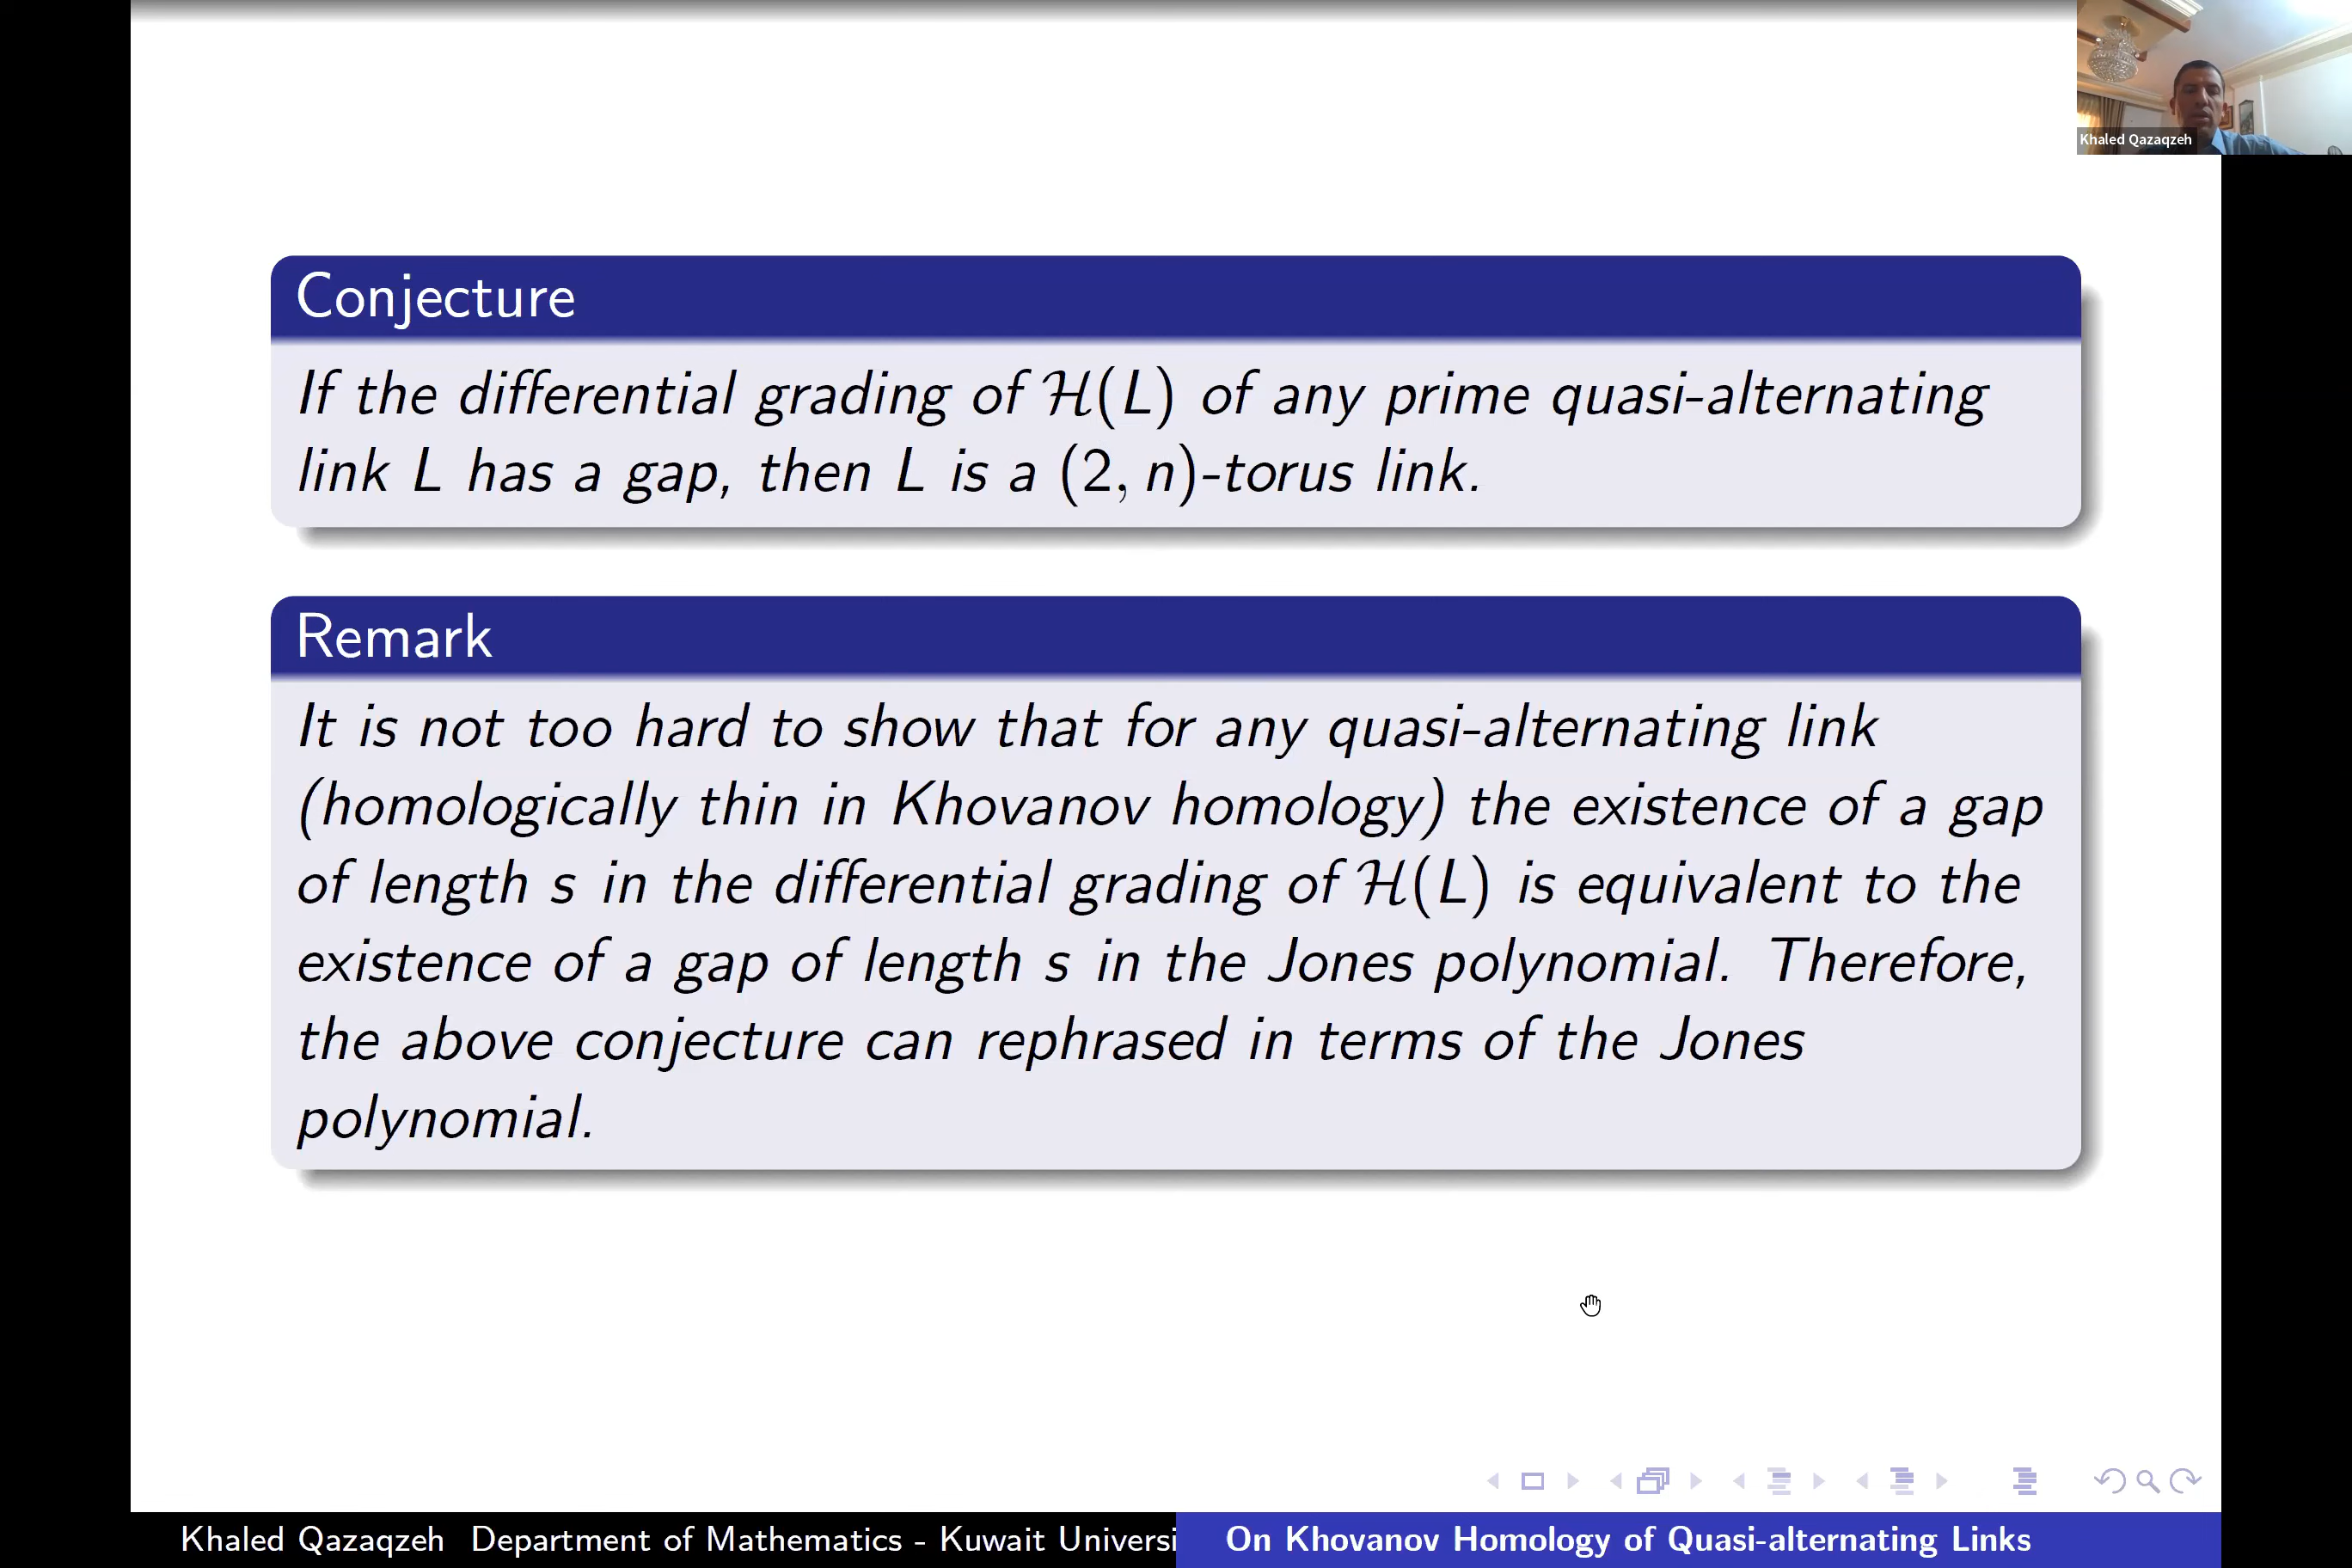 Khaled Qazaqzeh
Conjecture
If the differential grading of ℋ(L) of any prime quasi-alternating
link L has a gap, then L is a (2, n)-torus link.
Remark
It is not too hard to show that for any quasi-alternating link
(homologically thin in Khovanov homology) the existence of a gap
of length s in the differential grading of ℋ(L) is equivalent to the
existence of a gap of length s in the Jones polynomial. Therefore,
the above conjecture can rephrased in terms of the Jones
polynomial.
Khaled Qazaqzeh Department of Mathematics - Kuwait Universi
On Khovanov Homology of Quasi-alternating Links